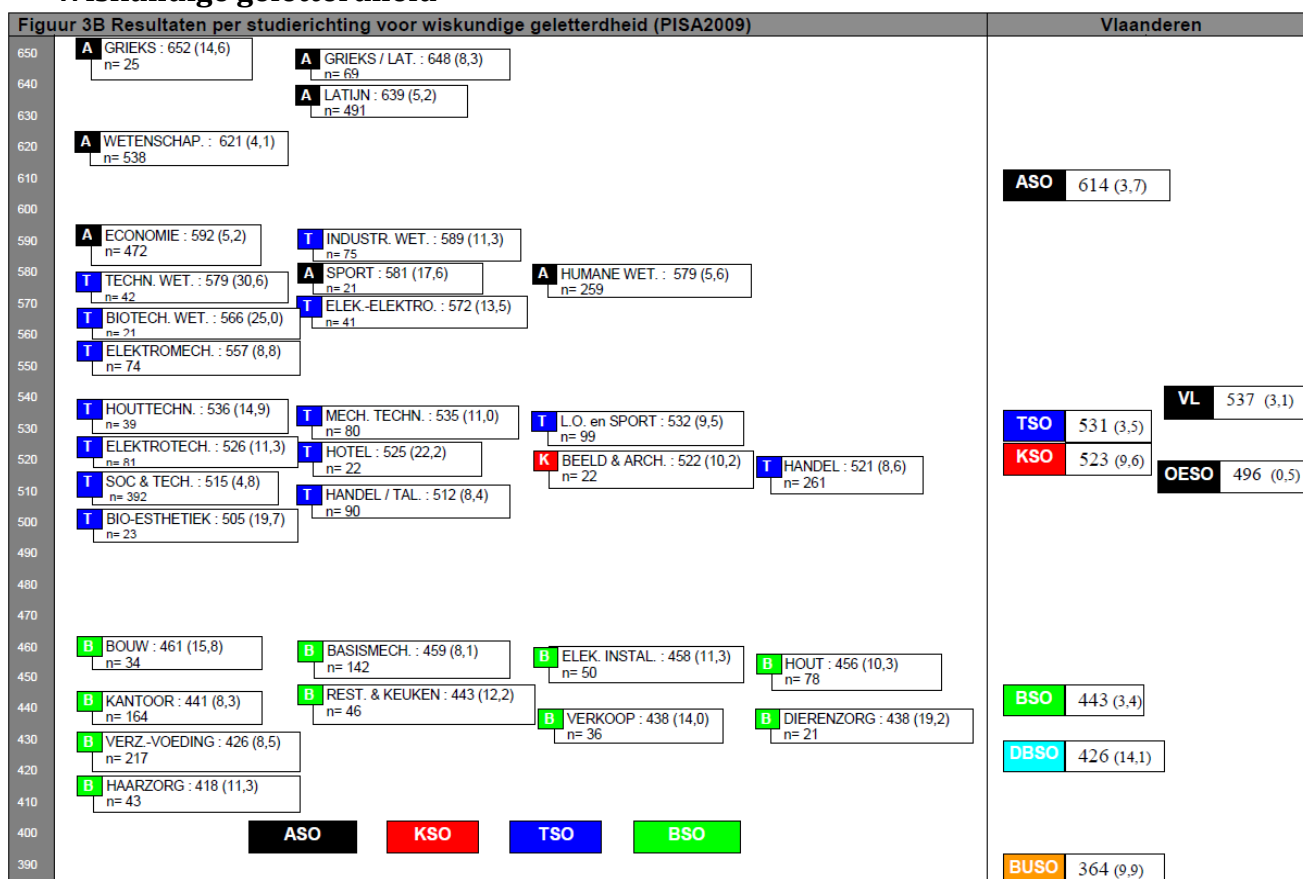 wiskundige geletterdheid
Figuur 3B Resultaten per studierichting voor wiskundige geletterdheid (PISA2009)
Vlaanderen
650
A GRIEKS : 652 (14,6)
n= 25
A GRIEKS / LAT. : 648 (8,3)
n= 69
640
A LATIJN : 639 (5,2)
n= 491
630
620
A WETENSCHAP. : 621 (4,1)
n= 538
610
ASO 614 (3,7)
600
590
A ECONOMIE : 592 (5,2)
n= 472
T INDUSTR. WET. : 589 (11,3)
n= 75
580
T TECHN. WET. : 579 (30,6)
n= 42
A SPORT : 581 (17,6)
n= 21
A HUMANE WET. : 579 (5,6)
n= 259
570
T BIOTECH. WET. : 566 (25,0)
n= 21
T ELEK.-ELEKTRO. : 572 (13,5)
n= 41
560
T ELEKTROMECH. : 557 (8,8)
n= 74
550
540
VL 537 (3,1)
T HOUTTECHN. : 536 (14,9)
n= 39
T MECH. TECHN. : 535 (11,0)
n= 80
T L.O. en SPORT : 532 (9,5)
n= 99
530
TSO 531 (3,5)
T ELEKTROTECH. : 526 (11,3)
n= 81
T HOTEL : 525 (22,2)
n= 22
K BEELD & ARCH. : 522 (10,2)
n= 22
T HANDEL : 521 (8,6)
n= 261
520
KSO 523 (9,6)
OESO 496 (0,5)
T SOC & TECH. : 515 (4,8)
n= 392
T HANDEL / TAL. : 512 (8,4)
n= 90
510
500
T BIO-ESTHETIEK : 505 (19,7)
n= 23
490
480
470
460
B BOUW : 461 (15,8)
n= 34
B BASISMECH. : 459 (8,1)
n= 142
B ELEK. INSTAL. : 458 (11,3)
n= 50
B HOUT : 456 (10,3)
n= 78
450
B KANTOOR : 441 (8,3)
n= 164
B REST. & KEUKEN : 443 (12,2)
n= 46
B VERKOOP : 438 (14,0)
n= 36
B DIERENZORG : 438 (19,2)
n= 21
440
BSO 443 (3,4)
430
B VERZ.-VOEDING : 426 (8,5)
n= 217
DBSO 426 (14,1)
420
B HAARZORG : 418 (11,3)
n= 43
410
400
ASO KSO TSO BSO
390
BUSO 364 (9,9)